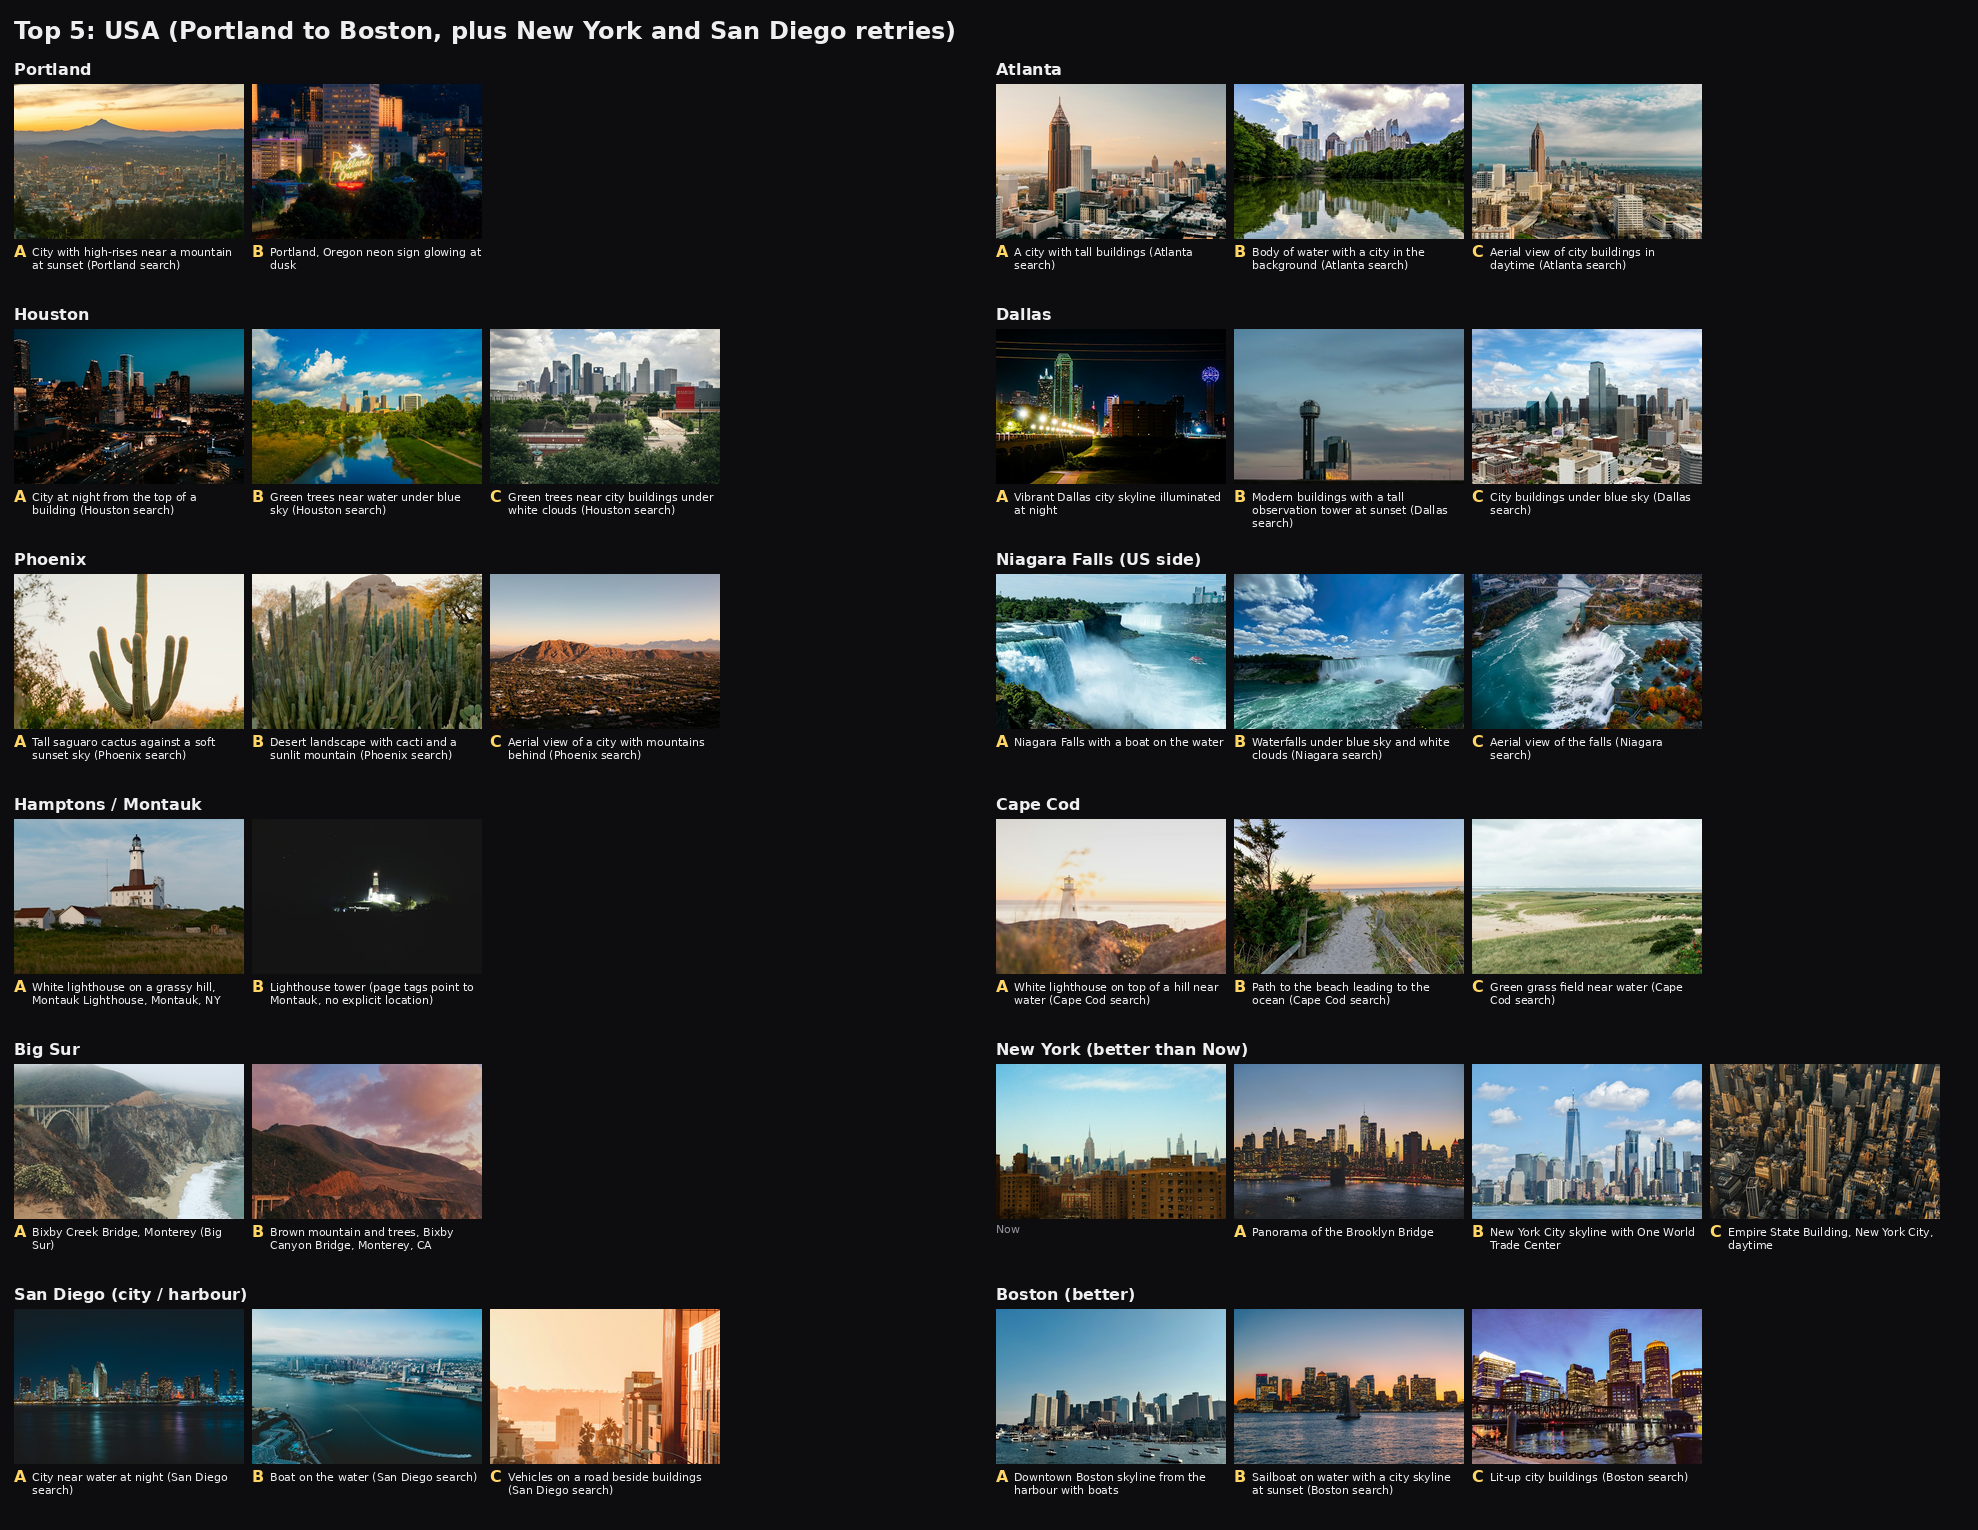 Top 5: USA (Portland to Boston, plus New York and San Diego retries)
Portland
Portland
Oregon
A City with high-rises near a mountain
at sunset (Portland search)
B Portland, Oregon neon sign glowing at
dusk
Atlanta
A A city with tall buildings (Atlanta
search)
B Body of water with a city in the
background (Atlanta search)
C Aerial view of city buildings in
daytime (Atlanta search)
Houston
A City at night from the top of a
building (Houston search)
B Green trees near water under blue
sky (Houston search)
C Green trees near city buildings under
white clouds (Houston search)
Dallas
A Vibrant Dallas city skyline illuminated
at night
B Modern buildings with a tall
observation tower at sunset (Dallas
search)
C City buildings under blue sky (Dallas
search)
Phoenix
A Tall saguaro cactus against a soft
sunset sky (Phoenix search)
B Desert landscape with cacti and a
sunlit mountain (Phoenix search)
C Aerial view of a city with mountains
behind (Phoenix search)
Niagara Falls (US side)
A Niagara Falls with a boat on the water
B Waterfalls under blue sky and white
clouds (Niagara search)
C Aerial view of the falls (Niagara
search)
Hamptons / Montauk
A White lighthouse on a grassy hill,
Montauk Lighthouse, Montauk, NY
B Lighthouse tower (page tags point to
Montauk, no explicit location)
Cape Cod
A White lighthouse on top of a hill near
water (Cape Cod search)
B Path to the beach leading to the
ocean (Cape Cod search)
C Green grass field near water (Cape
Cod search)
Big Sur
A Bixby Creek Bridge, Monterey (Big
Sur)
B Brown mountain and trees, Bixby
Canyon Bridge, Monterey, CA
New York (better than Now)
Now
A Panorama of the Brooklyn Bridge
B New York City skyline with One World
Trade Center
C Empire State Building, New York City,
daytime
San Diego (city / harbour)
A City near water at night (San Diego
search)
B Boat on the water (San Diego search)
C Vehicles on a road beside buildings
(San Diego search)
Boston (better)
A Downtown Boston skyline from the
harbour with boats
B Sailboat on water with a city skyline
at sunset (Boston search)
C Lit-up city buildings (Boston search)